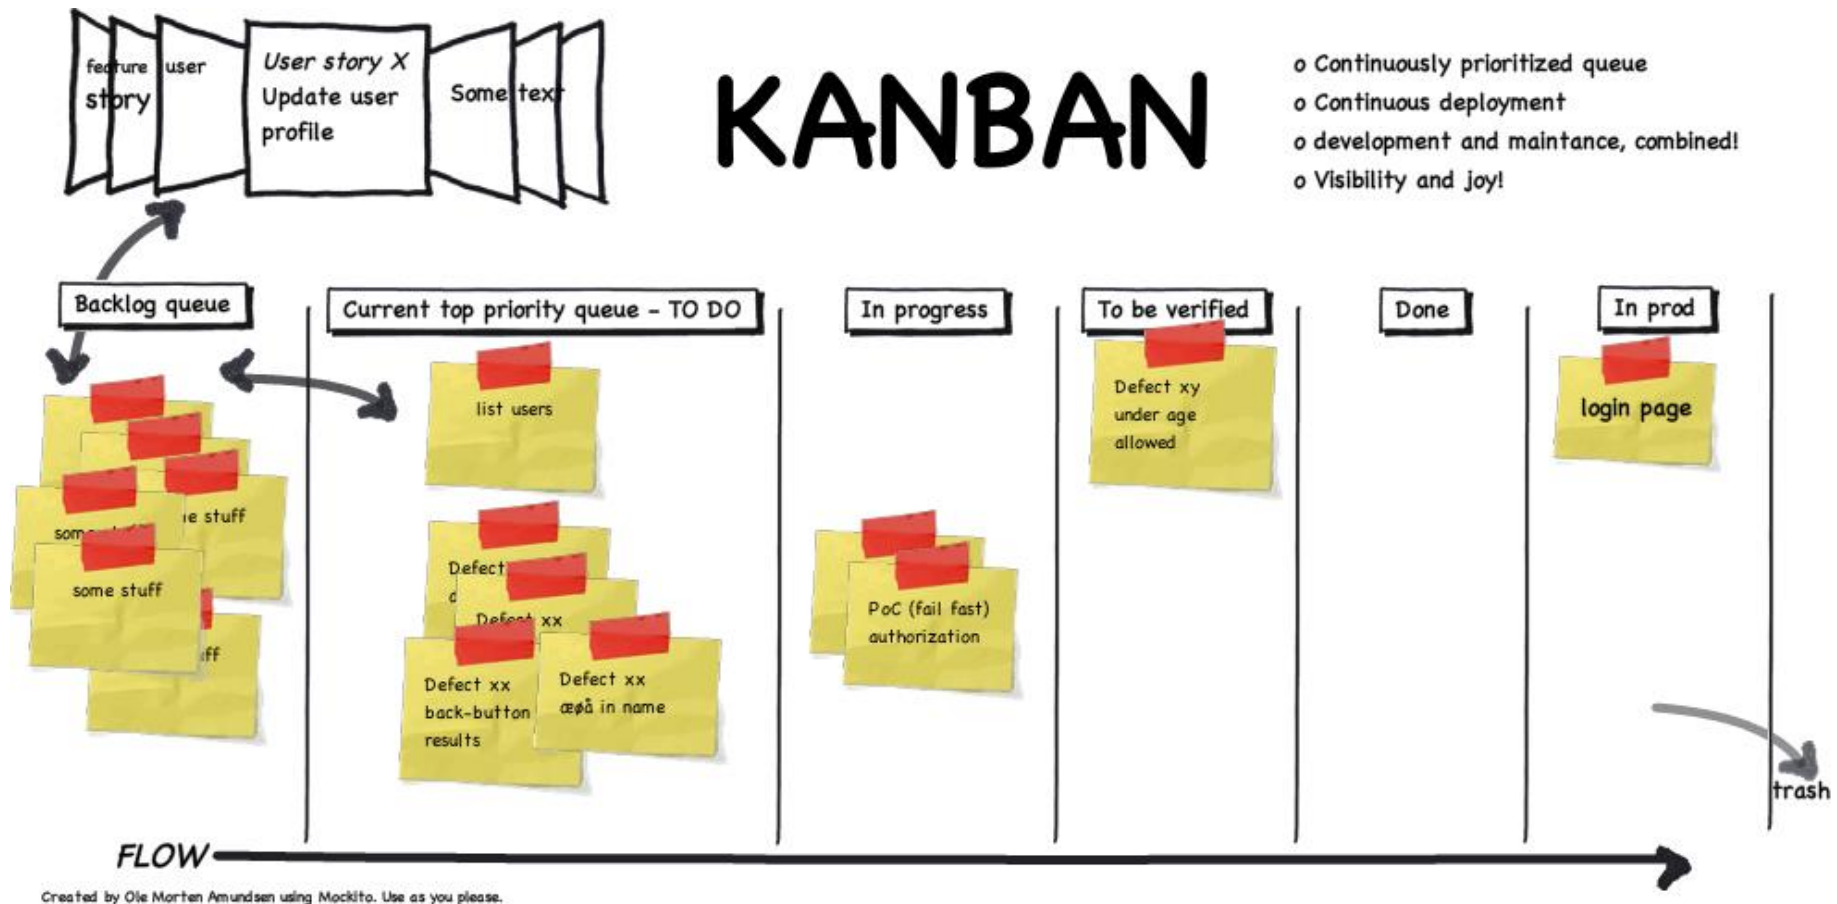 feature user
story
User story X
Update user
profile
Some text
KANBAN
o Continuously prioritized queue
o Continuous deployment
o development and maintance, combined!
o Visibility and joy!
Backlog queue
Current top priority queue - TO DO
In progress
To be verified
Done
In prod
stuff
some stuff
list users
Defect
Defect xx
Defect xx
back-button
results
Defect xx
æøå in name
PoC (fail fast)
authorization
Defect xy
under age
allowed
login page
trash
FLOW
Created by Ole Morten Amundsen using Mockito. Use as you please.